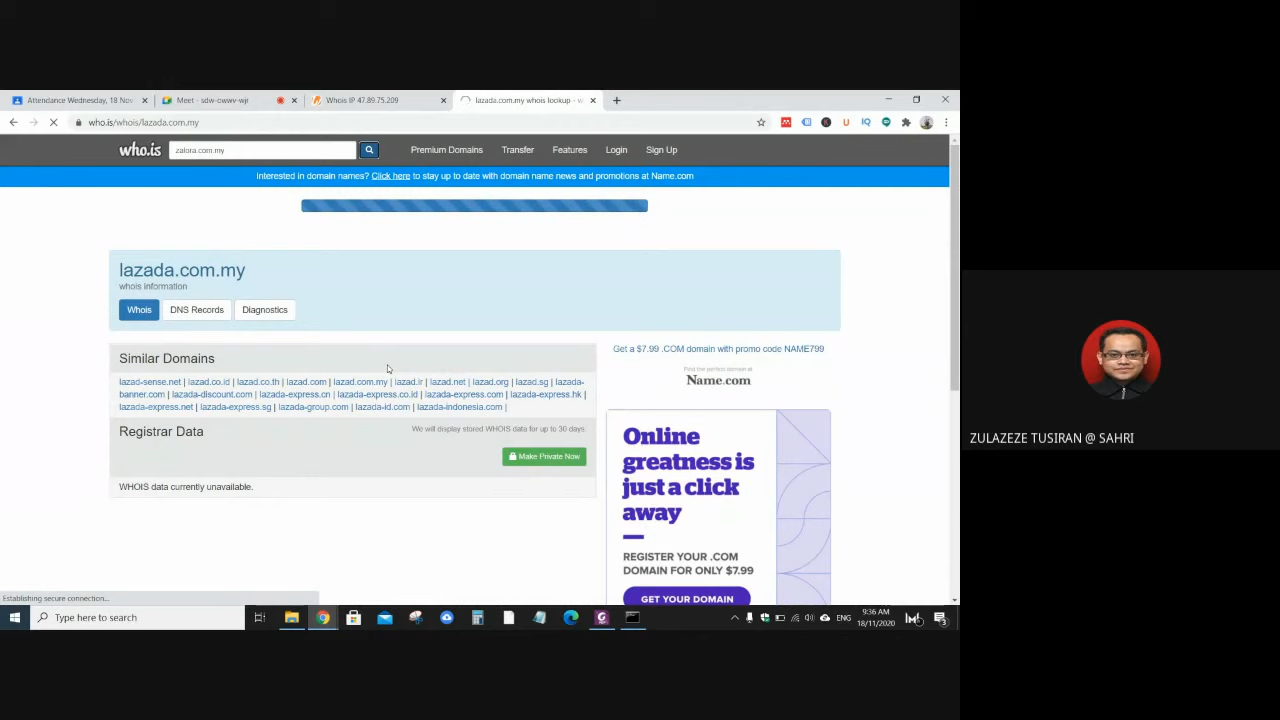 Attendance Wednesday, 18 Nov
Meet - sdw-owwv-wjr
Whois IP 47.89.75.209
lazada.com.my whois lookup - w
who.is/whois/lazada.com.my
who.is
zalora.com.my
Premium Domains
Transfer
Features
Login
Sign Up
Interested in domain names? Click here to stay up to date with domain name news and promotions at Name.com
lazada.com.my
whois information
Whois
DNS Records
Diagnostics
Similar Domains
lazad-sense.net | lazad.co.id | lazad.co.th | lazad.com | lazad.com.my | lazad.ir | lazad.net | lazad.org | lazad.sg | lazada-
banner.com | lazada-discount.com | lazada-express.cn | lazada-express.co.id | lazada-express.com | lazada-express.hk |
lazada-express.net | lazada-express.sg | lazada-group.com | lazada-id.com | lazada-indonesia.com |
Registrar Data
We will display stored WHOIS data for up to 30 days.
Make Private Now
WHOIS data currently unavailable.
Get a $7.99 .COM domain with promo code NAME799
Find the perfect domain at
Name.com
Online
greatness is
just a click
away
REGISTER YOUR .COM
DOMAIN FOR ONLY $7.99
GET YOUR DOMAIN
ZULAZEZE TUSIRAN @ SAHRI
Establishing secure connection...
Type here to search
ENG
9:36 AM
18/11/2020